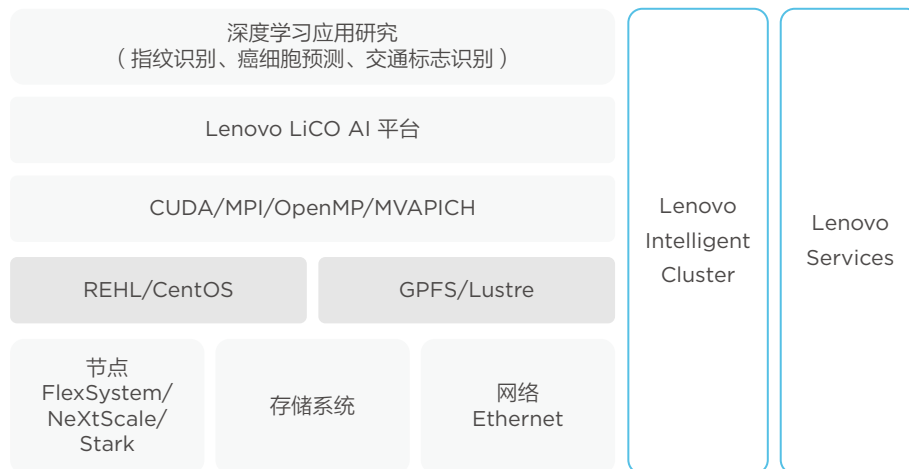 深度学习应用研究
（指纹识别、癌细胞预测、交通标志识别）
Lenovo LiCO AI 平台
CUDA/MPI/OpenMP/MVAPICH
REHL/CentOS
GPFS/Lustre
节点
FlexSystem/
NeXtScale/
Stark
存储系统
网络
Ethernet
Lenovo
Intelligent
Cluster
Lenovo
Services